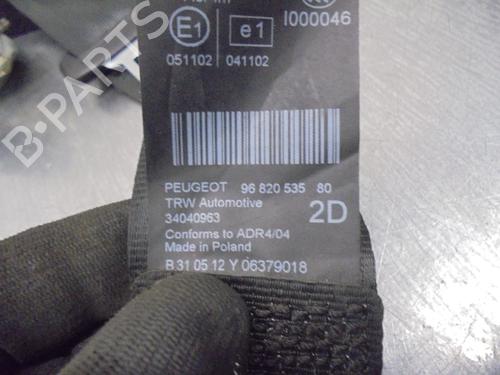 I000046
E1 e1
051102 041102
PEUGEOT 96 820 535 80
TRW Automotive 2D
34040963
Conforms to ADR4/04
Made in Poland
B 31 05 12 Y 06379018
B-PARTS